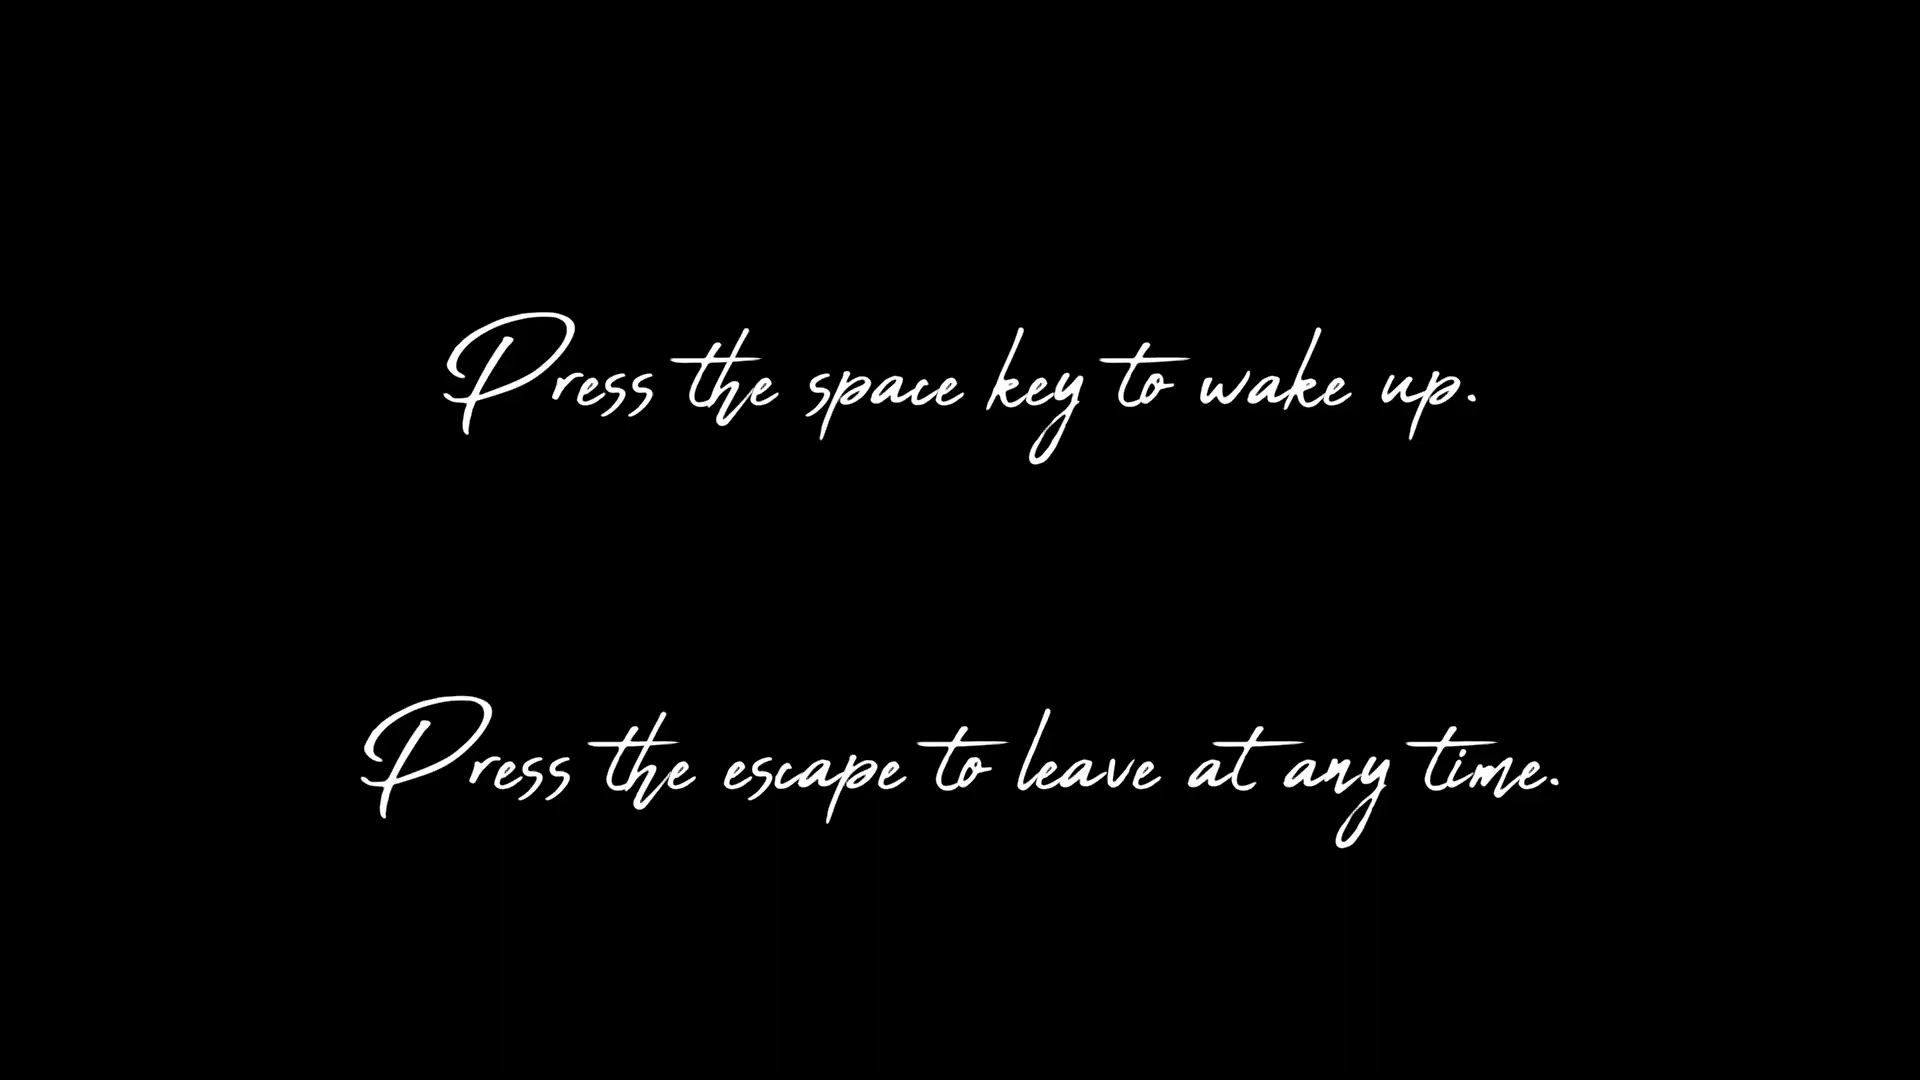 Press the space key to wake up.
Press the escape to leave at any time.